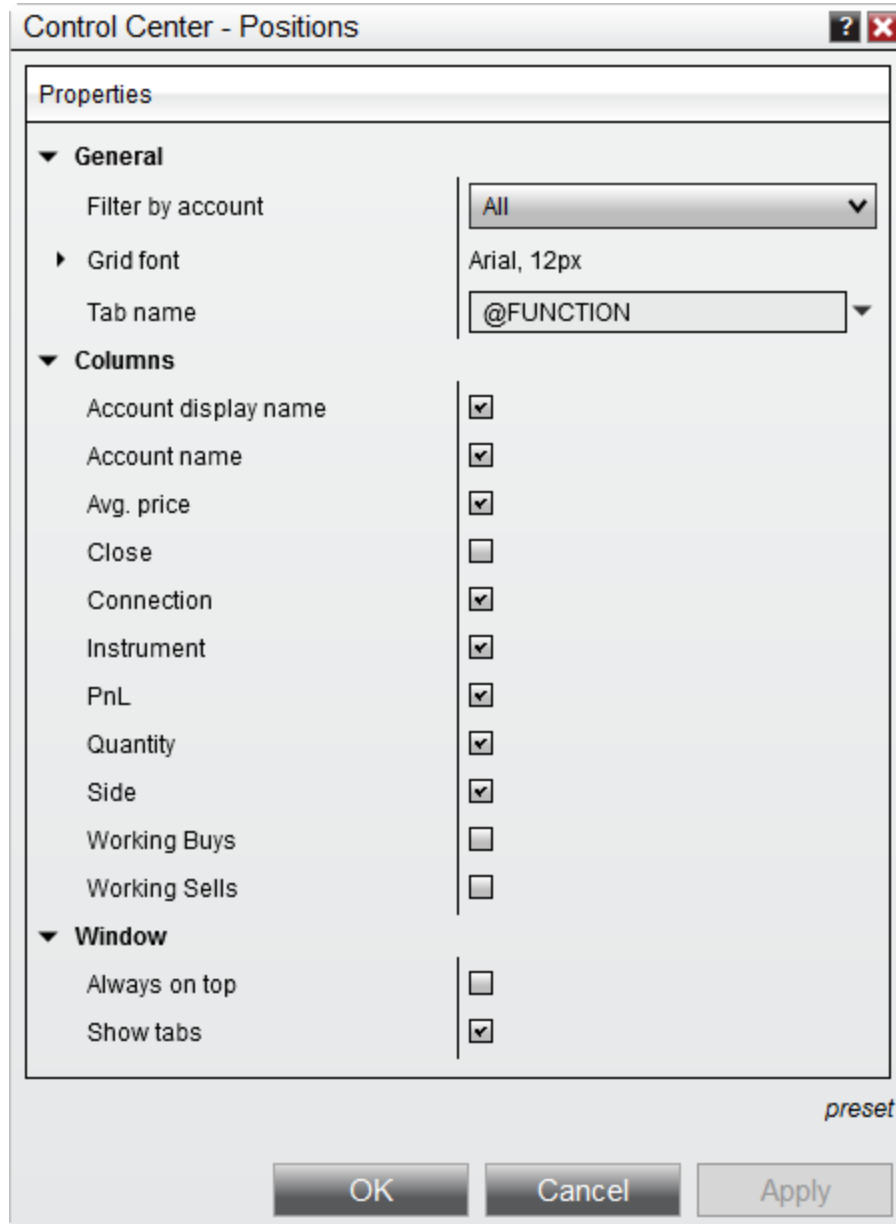 Control Center - Positions ?
Properties
General
Filter by account All
Grid font Arial, 12px
Tab name @FUNCTION
Columns
Account display name
Account name
Avg. price
Close
Connection
Instrument
PnL
Quantity
Side
Working Buys
Working Sells
Window
Always on top
Show tabs
preset
OK Cancel Apply